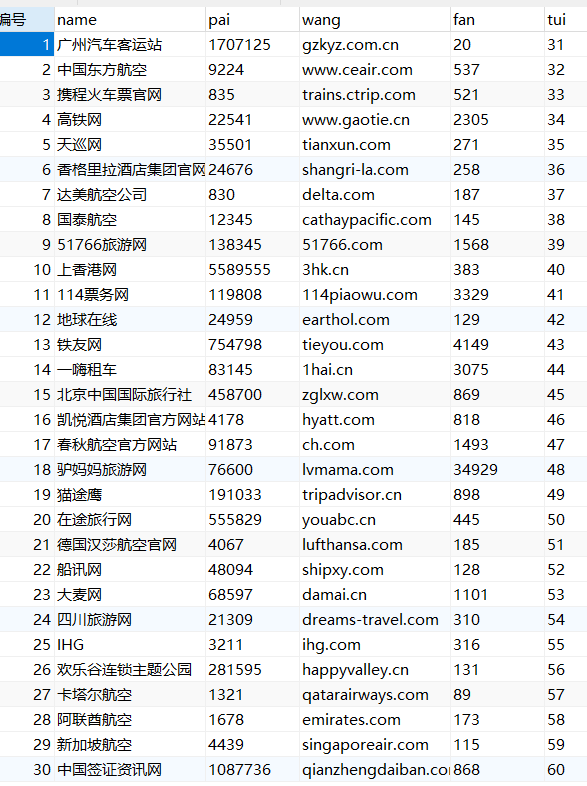 编号 name pai wang fan tui
1 广州汽车客运站 1707125 gzkyz.com.cn 20 31
2 中国东方航空 9224 www.ceair.com 537 32
3 携程火车票官网 835 trains.ctrip.com 521 33
4 高铁网 22541 www.gaotie.cn 2305 34
5 天巡网 35501 tianxun.com 271 35
6 香格里拉酒店集团官网 24676 shangri-la.com 258 36
7 达美航空公司 830 delta.com 187 37
8 国泰航空 12345 cathaypacific.com 145 38
9 51766旅游网 138345 51766.com 1568 39
10 上香港网 5589555 3hk.cn 383 40
11 114票务网 119808 114piaowu.com 3329 41
12 地球在线 24959 earthol.com 129 42
13 铁友网 754798 tieyou.com 4149 43
14 一嗨租车 83145 1hai.cn 3075 44
15 北京中国国际旅行社 458700 zglxw.com 869 45
16 凯悦酒店集团官方网站 4178 hyatt.com 818 46
17 春秋航空官方网站 91873 ch.com 1493 47
18 驴妈妈旅游网 76600 lvmama.com 34929 48
19 猫途鹰 191033 tripadvisor.cn 898 49
20 在途旅行网 555829 youabc.cn 445 50
21 德国汉莎航空官网 4067 lufthansa.com 185 51
22 船讯网 48094 shipxy.com 128 52
23 大麦网 68597 damai.cn 1101 53
24 四川旅游网 21309 dreams-travel.com 310 54
25 IHG 3211 ihg.com 316 55
26 欢乐谷连锁主题公园 281595 happyvalley.cn 131 56
27 卡塔尔航空 1321 qatarairways.com 89 57
28 阿联酋航空 1678 emirates.com 173 58
29 新加坡航空 4439 singaporeair.com 115 59
30 中国签证资讯网 1087736 qianzhengdaiban.co 868 60